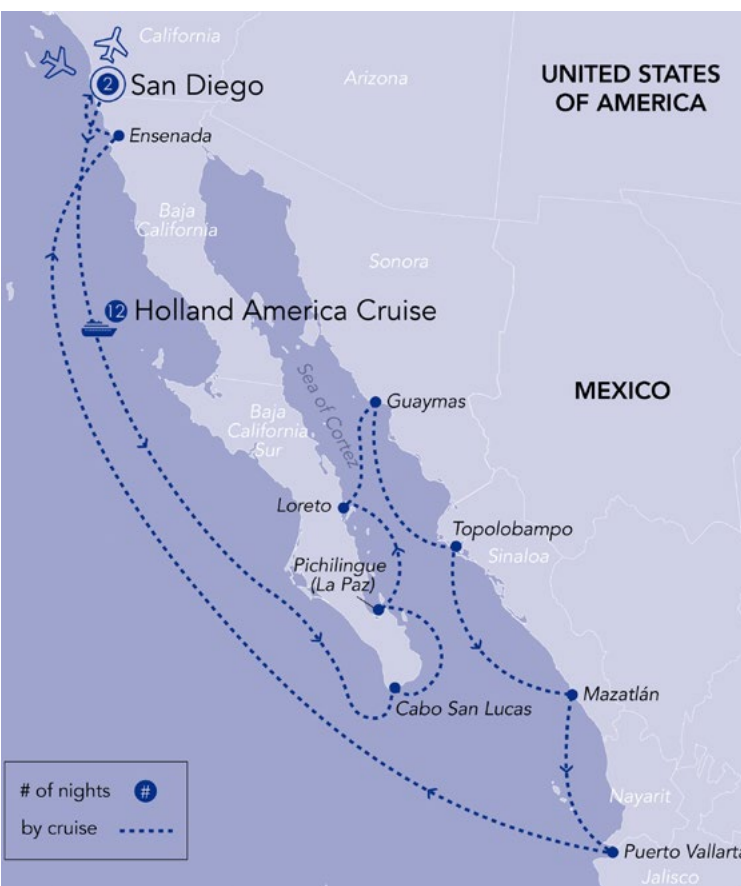 California
Arizona
UNITED STATES
OF AMERICA
2
San Diego
Ensenada
Baja
California
Sonora
12
Holland America Cruise
Sea of Cortez
MEXICO
Guaymas
Baja
California
Sur
Loreto
Topolobampo
Sinaloa
Pichilingue
(La Paz)
Mazatlán
Cabo San Lucas
# of nights
#
by cruise
Nayarit
Puerto Vallarta
Jalisco